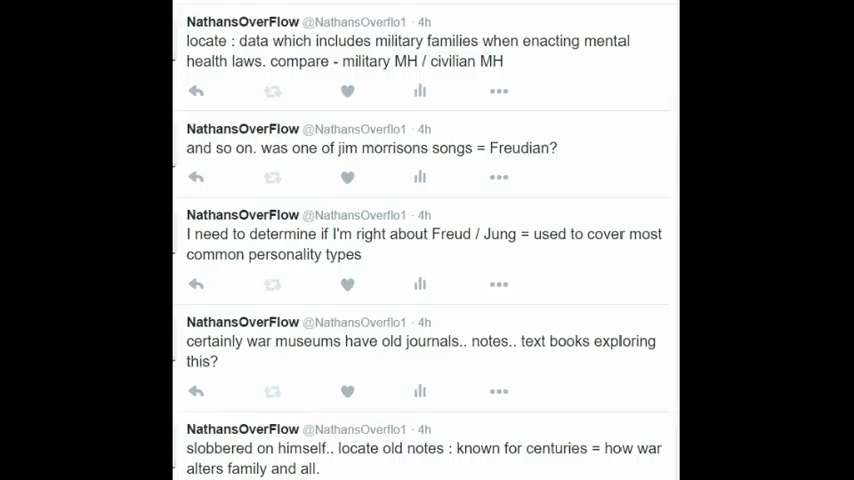 NathansOverFlow @NathansOverflo1 · 4h
locate : data which includes military families when enacting mental
health laws. compare - military MH / civilian MH
NathansOverFlow @NathansOverflo1 · 4h
and so on. was one of jim morrisons songs = Freudian?
NathansOverFlow @NathansOverflo1 · 4h
I need to determine if I'm right about Freud / Jung = used to cover most
common personality types
NathansOverFlow @NathansOverflo1 · 4h
certainly war museums have old journals.. notes.. text books exploring
this?
NathansOverFlow @NathansOverflo1 · 4h
slobbered on himself.. locate old notes : known for centuries = how war
alters family and all.